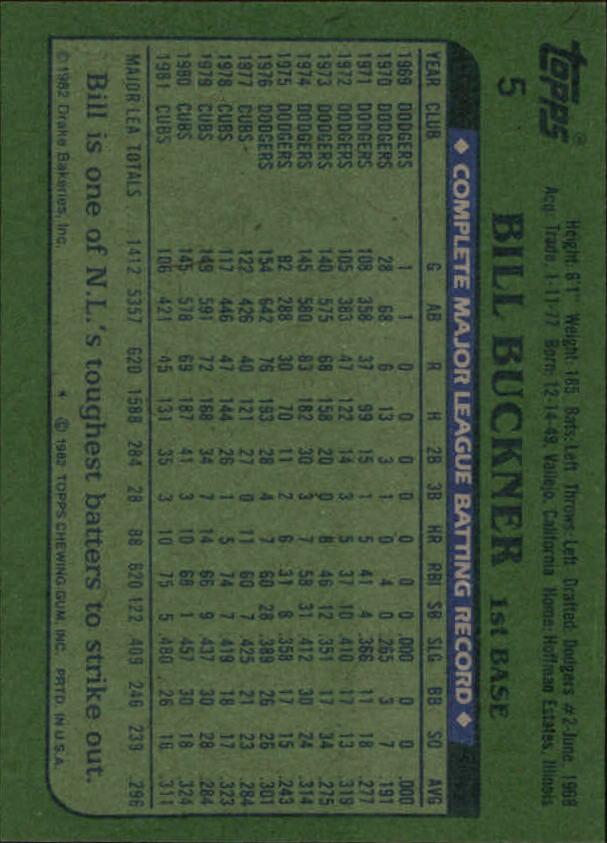 topps®
5
Height: 6'1" Weight: 185 Bats: Left Throws: Left Drafted: Dodgers #2-June, 1968
Acq: Trade, 1-11-77 Born: 12-14-49, Vallejo, California Home: Hoffman Estates, Illinois
BILL BUCKNER 1st BASE
◆ COMPLETE MAJOR LEAGUE BATTING RECORD ◆
YEAR CLUB G AB R H 2B 3B HR RBI SB SLG BB SO AVG
1969 DODGERS 1 1 0 0 0 0 0 0 0 .000 0 0 .000
1970 DODGERS 28 68 6 13 3 1 0 4 0 .265 3 7 .191
1971 DODGERS 108 358 37 99 15 1 5 41 4 .366 11 18 .277
1972 DODGERS 105 383 47 122 14 3 5 37 10 .410 17 13 .319
1973 DODGERS 140 575 68 158 20 0 8 46 12 .351 17 34 .275
1974 DODGERS 145 580 83 182 30 3 7 58 31 .412 30 24 .314
1975 DODGERS 92 288 30 70 11 2 6 31 8 .358 17 15 .243
1976 DODGERS 154 642 76 193 28 4 7 60 28 .389 26 26 .301
1977 CUBS 122 426 40 121 27 0 11 60 7 .425 21 23 .284
1978 CUBS 117 446 47 144 26 1 5 74 7 .419 18 17 .323
1979 CUBS 149 591 72 168 34 7 14 66 9 .437 30 28 .284
1980 CUBS 145 578 69 187 41 3 10 68 1 .457 30 18 .324
1981 CUBS 106 421 45 131 35 3 10 75 5 .480 26 16 .311
MAJOR LEA TOTALS 1412 5357 620 1588 284 28 88 620 122 .409 246 239 .296
Bill is one of N.L.'s toughest batters to strike out.
© 1982 Drake Bakeries, Inc. * © 1982 TOPPS CHEWING GUM, INC. PRTD. IN U.S.A.